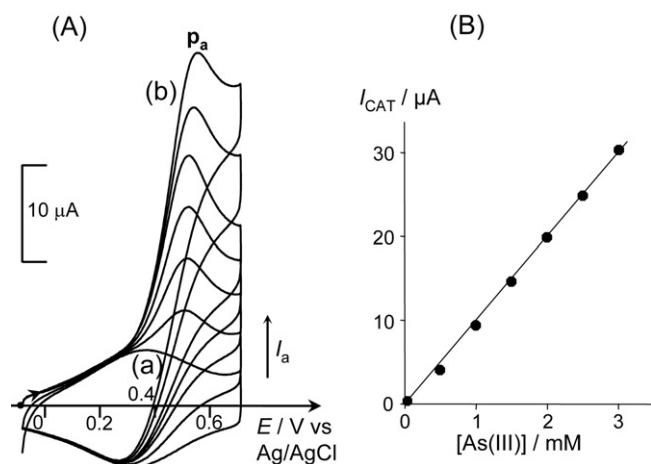 (A)
pa
(b)
10 μA
(a)
Ia
0
0.2
0.4
0.6
E / V vs
Ag/AgCl
(B)
ICAT / μA
30
20
10
0
0
1
2
3
[As(III)] / mM